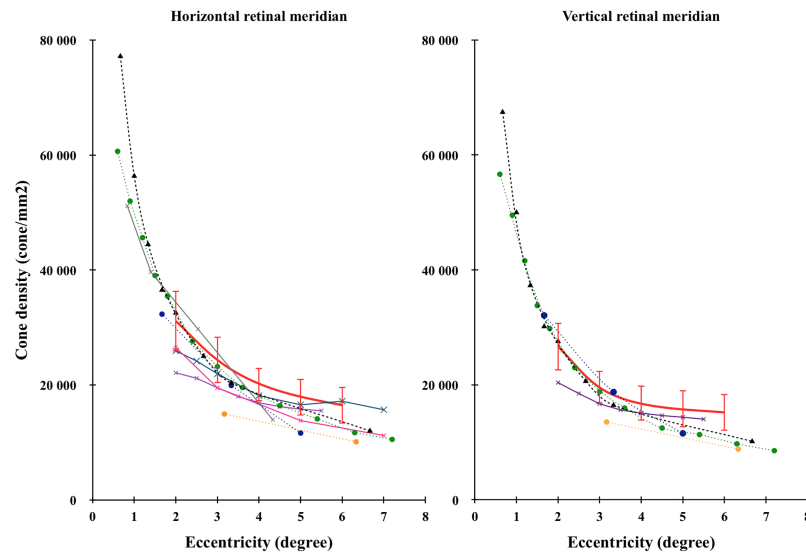 Horizontal retinal meridian
Vertical retinal meridian
Cone density (cone/mm2)
80 000
60 000
40 000
20 000
0
0 1 2 3 4 5 6 7 8
Eccentricity (degree)
80 000
60 000
40 000
20 000
0
0 1 2 3 4 5 6 7 8
Eccentricity (degree)